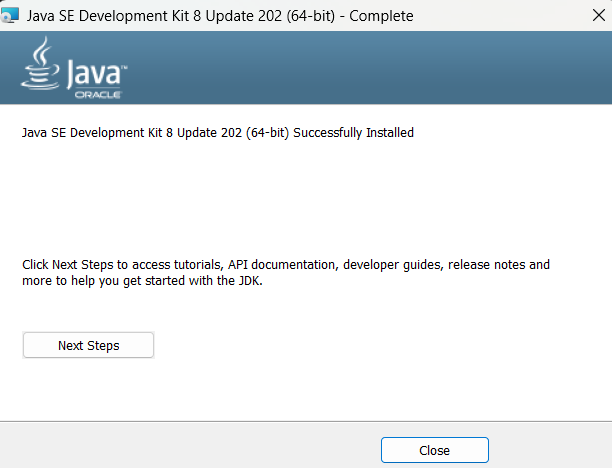 Java SE Development Kit 8 Update 202 (64-bit) - Complete
Java™
ORACLE
Java SE Development Kit 8 Update 202 (64-bit) Successfully Installed
Click Next Steps to access tutorials, API documentation, developer guides, release notes and
more to help you get started with the JDK.
Next Steps
Close